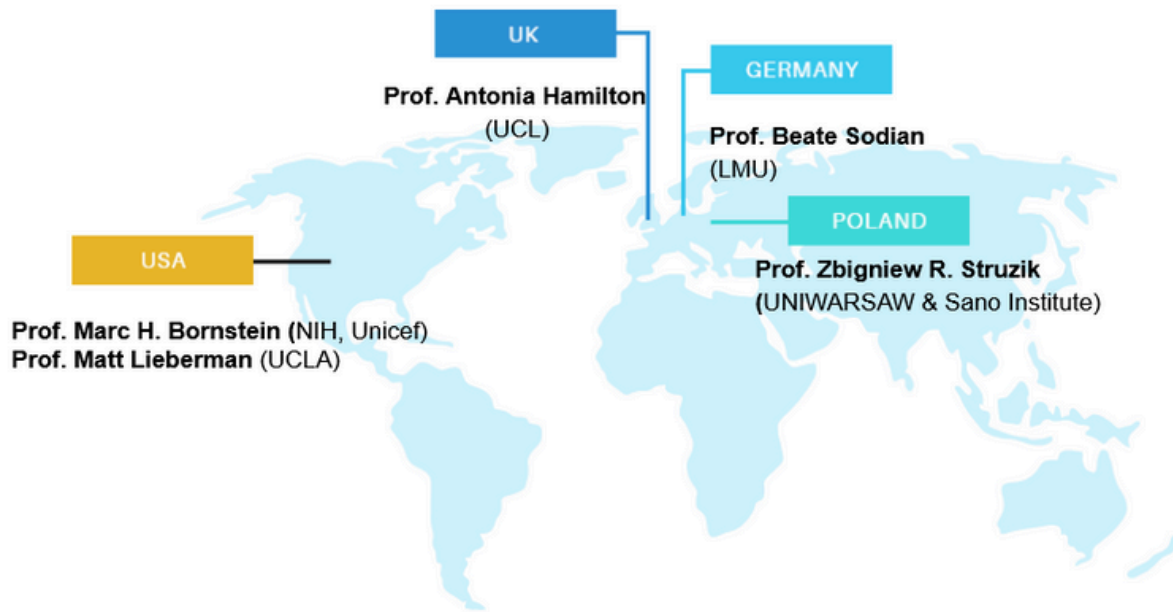 UK
Prof. Antonia Hamilton
(UCL)
GERMANY
Prof. Beate Sodian
(LMU)
POLAND
Prof. Zbigniew R. Struzik
(UNIWARSAW & Sano Institute)
USA
Prof. Marc H. Bornstein (NIH, Unicef)
Prof. Matt Lieberman (UCLA)